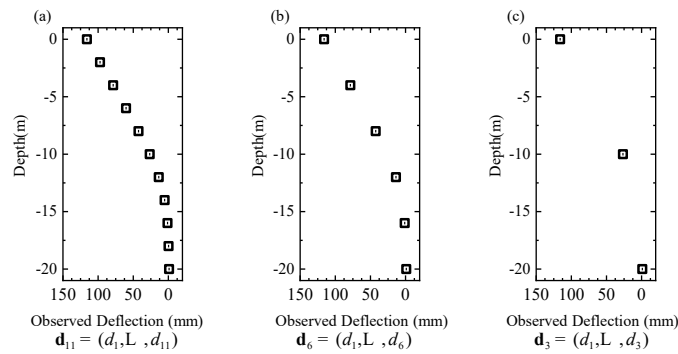 (a)
0
-5
-10
-15
-20
Depth(m)
150 100 50 0
Observed Deflection (mm)
d11 = (d1,L ,d11)
(b)
0
-5
-10
-15
-20
Depth(m)
150 100 50 0
Observed Deflection (mm)
d6 = (d1,L ,d6)
(c)
0
-5
-10
-15
-20
Depth(m)
150 100 50 0
Observed Deflection (mm)
d3 = (d1,L ,d3)